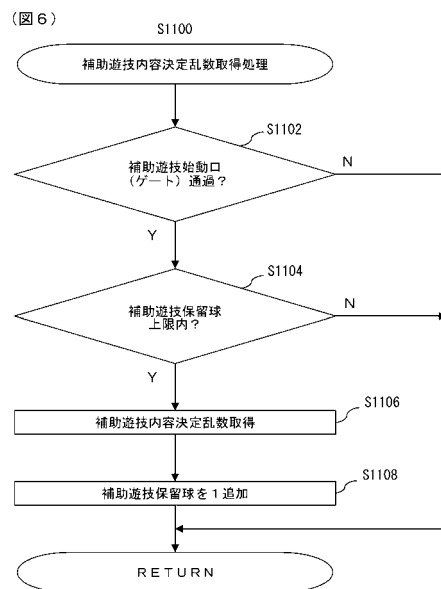 (図6)
S1100
補助遊技内容決定乱数取得処理
S1102
補助遊技始動口
(ゲート)通過?
N
Y
S1104
補助遊技保留球
上限内?
N
Y
S1106
補助遊技内容決定乱数取得
S1108
補助遊技保留球を1追加
RETURN